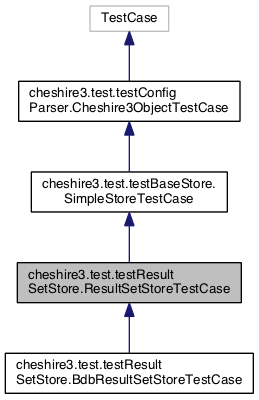 TestCase
cheshire3.test.testConfig
Parser.Cheshire3ObjectTestCase
cheshire3.test.testBaseStore.
SimpleStoreTestCase
cheshire3.test.testResult
SetStore.ResultSetStoreTestCase
cheshire3.test.testResult
SetStore.BdbResultSetStoreTestCase